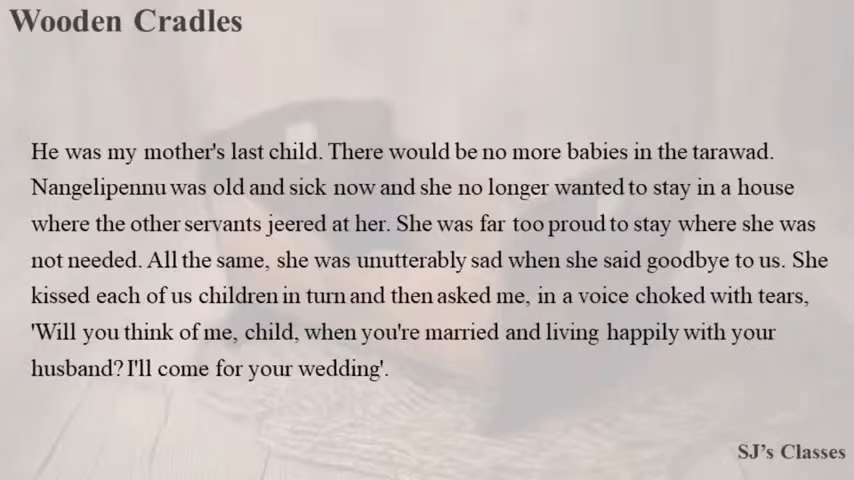 Wooden Cradles
He was my mother's last child. There would be no more babies in the tarawad.
Nangelipennu was old and sick now and she no longer wanted to stay in a house
where the other servants jeered at her. She was far too proud to stay where she was
not needed. All the same, she was unutterably sad when she said goodbye to us. She
kissed each of us children in turn and then asked me, in a voice choked with tears,
'Will you think of me, child, when you're married and living happily with your
husband? I'll come for your wedding'.
SJ's Classes